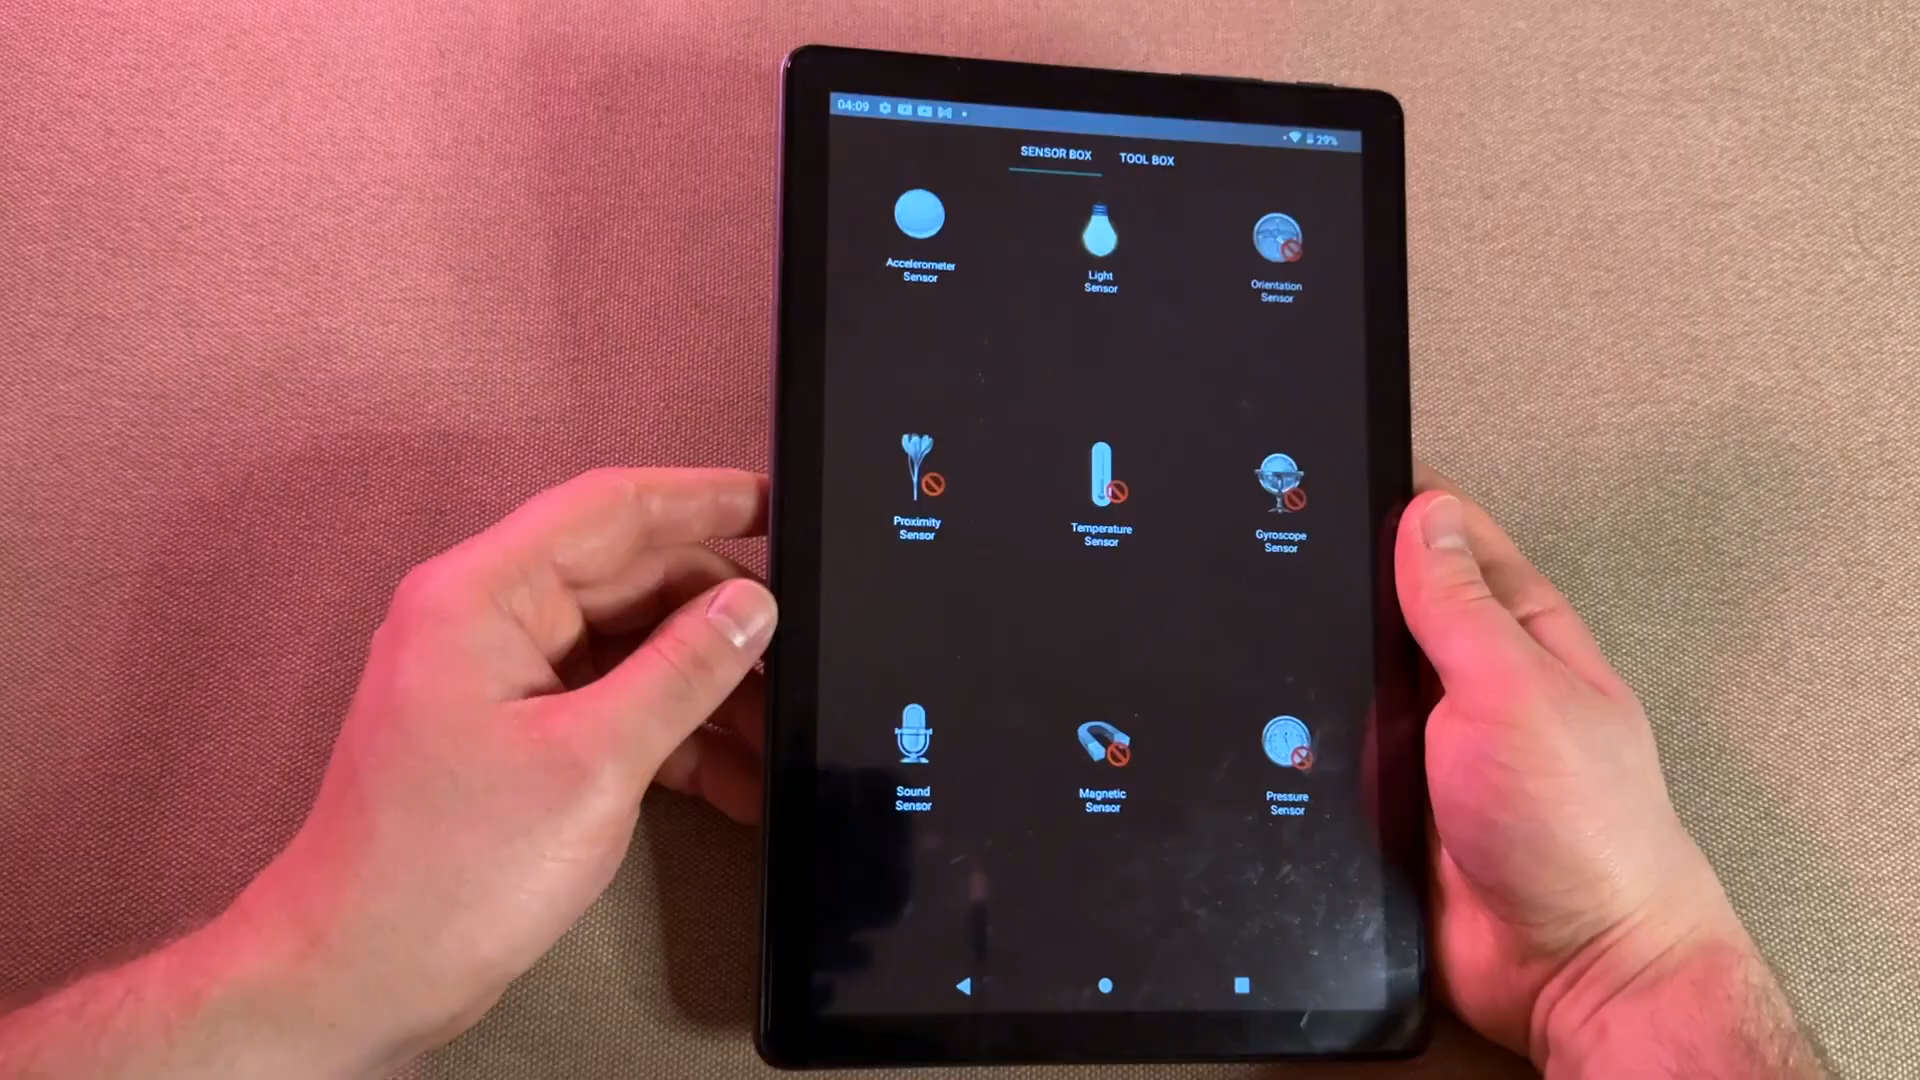 04:09
29%
SENSOR BOX
TOOL BOX
Accelerometer
Sensor
Light
Sensor
Orientation
Sensor
Proximity
Sensor
Temperature
Sensor
Gyroscope
Sensor
Sound
Sensor
Magnetic
Sensor
Pressure
Sensor